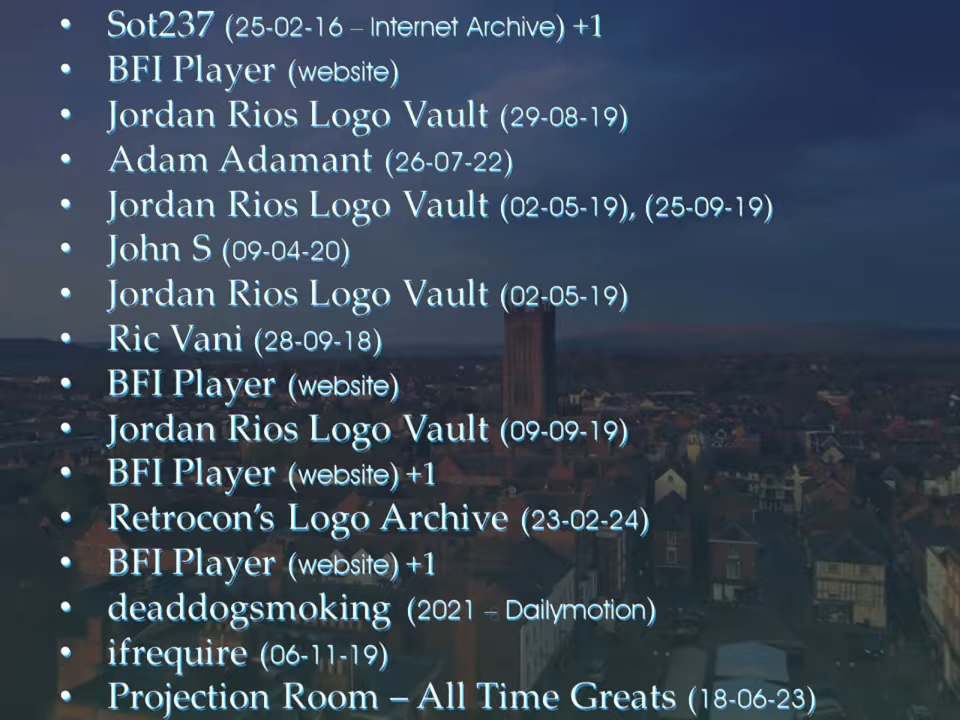 • Sot237 (25-02-16 – Internet Archive) +1
• BFI Player (website)
• Jordan Rios Logo Vault (29-08-19)
• Adam Adamant (26-07-22)
• Jordan Rios Logo Vault (02-05-19), (25-09-19)
• John S (09-04-20)
• Jordan Rios Logo Vault (02-05-19)
• Ric Vani (28-09-18)
• BFI Player (website)
• Jordan Rios Logo Vault (09-09-19)
• BFI Player (website) +1
• Retrocon’s Logo Archive (23-02-24)
• BFI Player (website) +1
• deaddogsmoking (2021 – Dailymotion)
• ifrequire (06-11-19)
• Projection Room – All Time Greats (18-06-23)